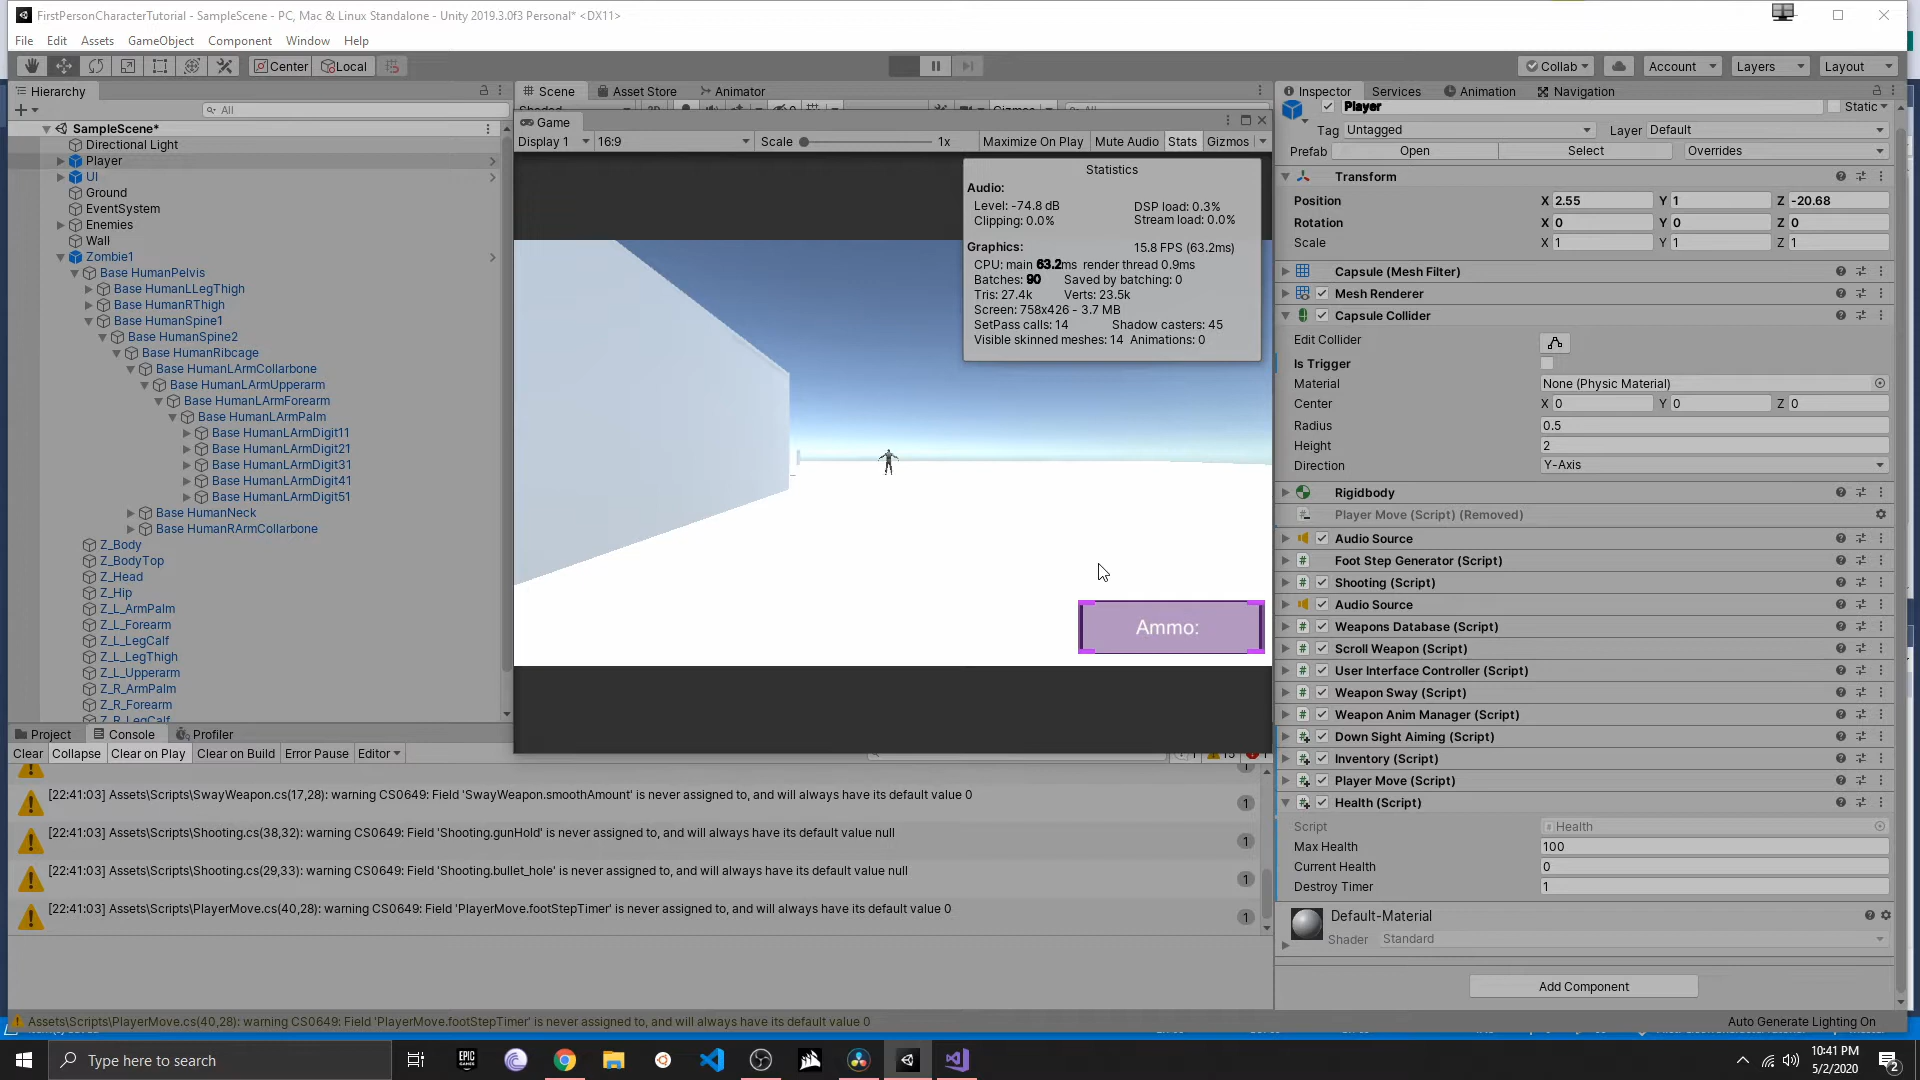 FirstPersonCharacterTutorial - SampleScene - PC, Mac & Linux Standalone - Unity 2019.3.0f3 Personal* <DX11>
File Edit Assets GameObject Component Window Help
Center Local Collab Account Layers Layout
Hierarchy
All
SampleScene*
Directional Light
Player
UI
Ground
EventSystem
Enemies
Wall
Zombie1
Base HumanPelvis
Base HumanLLegThigh
Base HumanRThigh
Base HumanSpine1
Base HumanSpine2
Base HumanRibcage
Base HumanLArmCollarbone
Base HumanLArmUpperarm
Base HumanLArmForearm
Base HumanLArmPalm
Base HumanLArmDigit11
Base HumanLArmDigit21
Base HumanLArmDigit31
Base HumanLArmDigit41
Base HumanLArmDigit51
Base HumanNeck
Base HumanRArmCollarbone
Z_Body
Z_BodyTop
Z_Head
Z_Hip
Z_L_ArmPalm
Z_L_Forearm
Z_L_LegCalf
Z_L_LegThigh
Z_L_Upperarm
Z_R_ArmPalm
Z_R_Forearm
Z_R_LegCalf
Scene Asset Store Animator
Shaded 2D Gizmos All
Game
Display 1 16:9 Scale 1x Maximize On Play Mute Audio Stats Gizmos
Statistics
Audio:
Level: -74.8 dB DSP load: 0.3%
Clipping: 0.0% Stream load: 0.0%
Graphics: 15.8 FPS (63.2ms)
CPU: main 63.2ms render thread 0.9ms
Batches: 90 Saved by batching: 0
Tris: 27.4k Verts: 23.5k
Screen: 758x426 - 3.7 MB
SetPass calls: 14 Shadow casters: 45
Visible skinned meshes: 14 Animations: 0
Ammo:
Inspector Services Animation Navigation
Player Static
Tag Untagged Layer Default
Prefab Open Select Overrides
Transform
Position X 2.55 Y 1 Z -20.68
Rotation X 0 Y 0 Z 0
Scale X 1 Y 1 Z 1
Capsule (Mesh Filter)
Mesh Renderer
Capsule Collider
Edit Collider
Is Trigger
Material None (Physic Material)
Center X 0 Y 0 Z 0
Radius 0.5
Height 2
Direction Y-Axis
Rigidbody
Player Move (Script) (Removed)
Audio Source
Foot Step Generator (Script)
Shooting (Script)
Audio Source
Weapons Database (Script)
Scroll Weapon (Script)
User Interface Controller (Script)
Weapon Sway (Script)
Weapon Anim Manager (Script)
Down Sight Aiming (Script)
Inventory (Script)
Player Move (Script)
Health (Script)
Script Health
Max Health 100
Current Health 0
Destroy Timer 1
Default-Material
Shader Standard
Add Component
Project Console Profiler
Clear Collapse Clear on Play Clear on Build Error Pause Editor
[22:41:03] Assets\Scripts\SwayWeapon.cs(17,28): warning CS0649: Field 'SwayWeapon.smoothAmount' is never assigned to, and will always have its default value 0
1
[22:41:03] Assets\Scripts\Shooting.cs(38,32): warning CS0649: Field 'Shooting.gunHold' is never assigned to, and will always have its default value null
1
[22:41:03] Assets\Scripts\Shooting.cs(29,33): warning CS0649: Field 'Shooting.bullet_hole' is never assigned to, and will always have its default value null
1
[22:41:03] Assets\Scripts\PlayerMove.cs(40,28): warning CS0649: Field 'PlayerMove.footStepTimer' is never assigned to, and will always have its default value 0
1
Assets\Scripts\PlayerMove.cs(40,28): warning CS0649: Field 'PlayerMove.footStepTimer' is never assigned to, and will always have its default value 0
Auto Generate Lighting On
Type here to search
EPIC GAMES
10:41 PM
5/2/2020
2